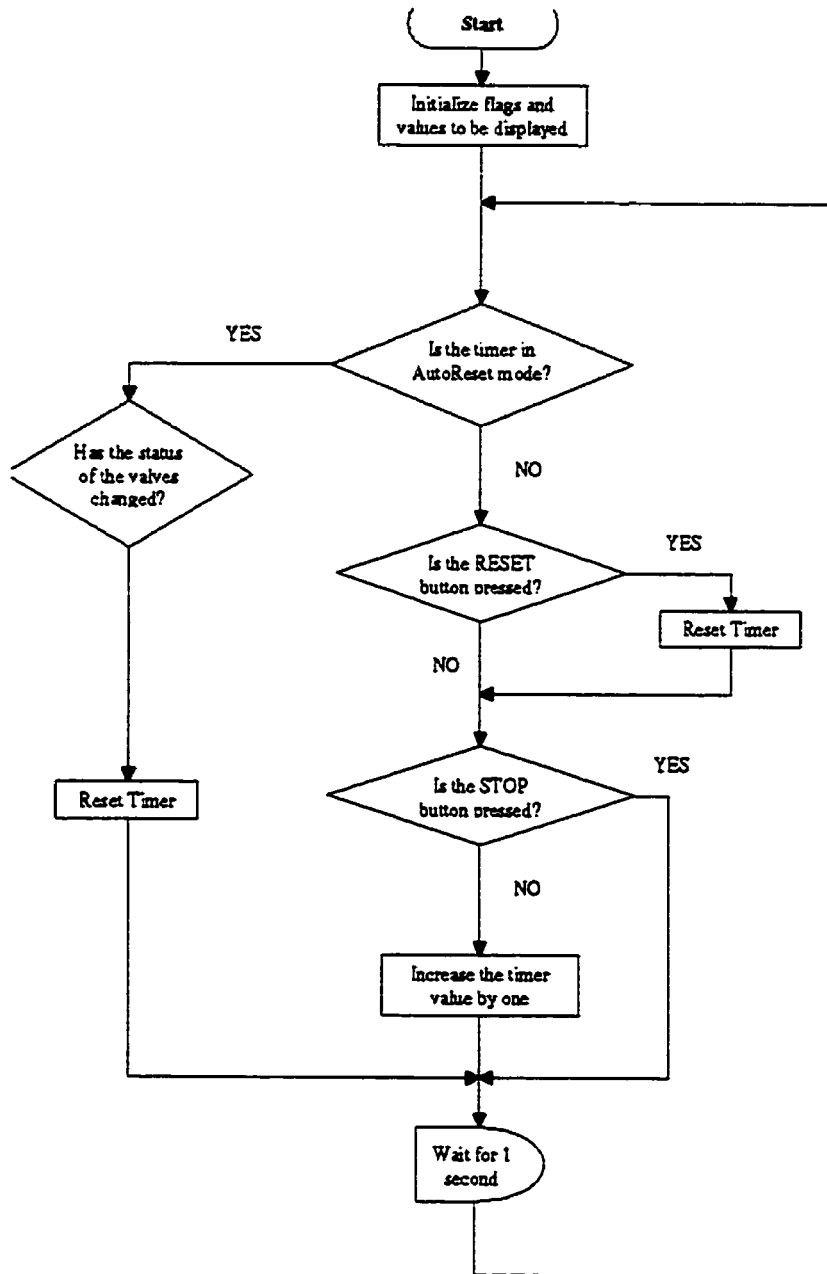 Start
Initialize flags and
values to be displayed
YES
Is the timer in
AutoReset mode?
Has the status
of the valves
changed?
NO
Is the RESET
button pressed?
YES
Reset Timer
NO
Is the STOP
button pressed?
YES
Reset Timer
NO
Increase the timer
value by one
Wait for 1
second